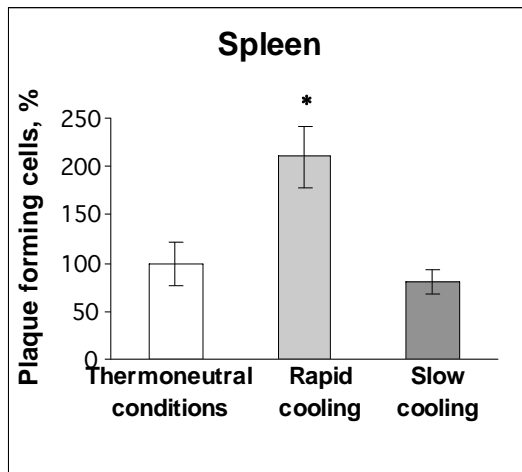 Spleen
*
Plaque forming cells, %
250
200
150
100
50
0
Thermoneutral
conditions
Rapid
cooling
Slow
cooling